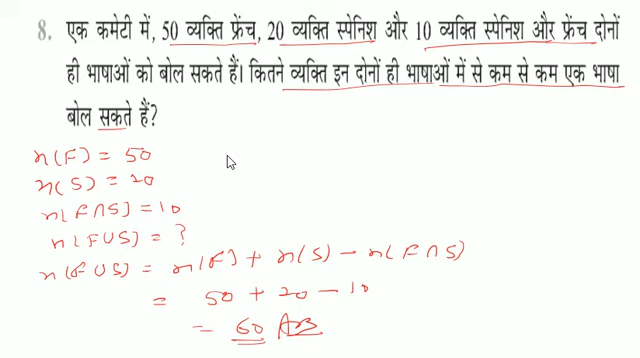 8. एक कमेटी में, 50 व्यक्ति फ्रेंच, 20 व्यक्ति स्पेनिश और 10 व्यक्ति स्पेनिश और फ्रेंच दोनों
ही भाषाओं को बोल सकते हैं। कितने व्यक्ति इन दोनों ही भाषाओं में से कम से कम एक भाषा
बोल सकते हैं?
n(F) = 50
n(S) = 20
n(F∩S) = 10
n(F∪S) = ?
n(F∪S) = n(F) + n(S) - n(F∩S)
= 50 + 20 - 10
= 60 Ans